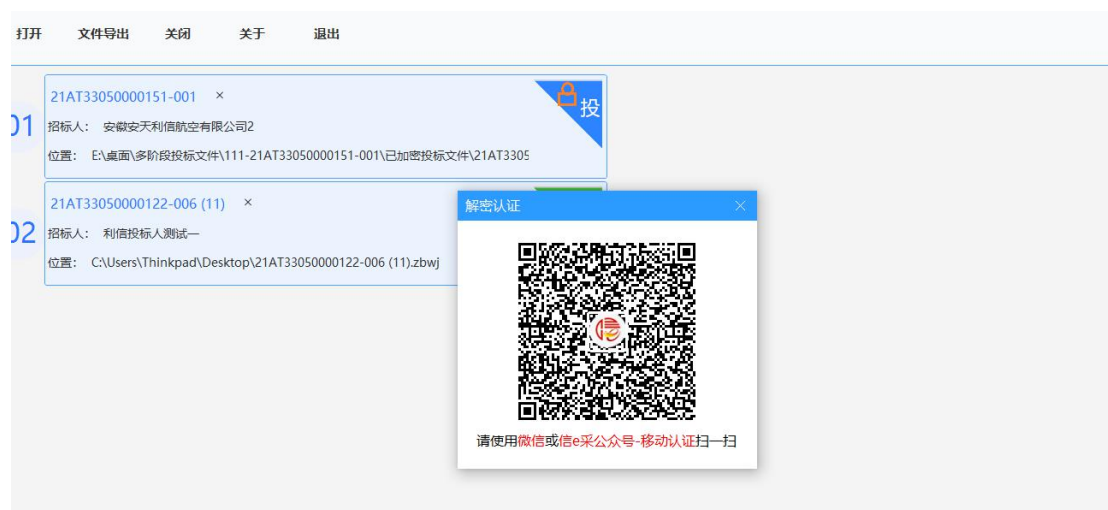 打开 文件导出 关闭 关于 退出
21AT33050000151-001 ×
投
01
招标人： 安徽安天利信航空有限公司2
位置： E:\桌面\多阶段投标文件\111-21AT33050000151-001\已加密投标文件\21AT3305
21AT33050000122-006 (11) ×
02
招标人： 利信投标人测试一
位置： C:\Users\Thinkpad\Desktop\21AT33050000122-006 (11).zbwj
解密认证
请使用微信或信e采公众号-移动认证扫一扫